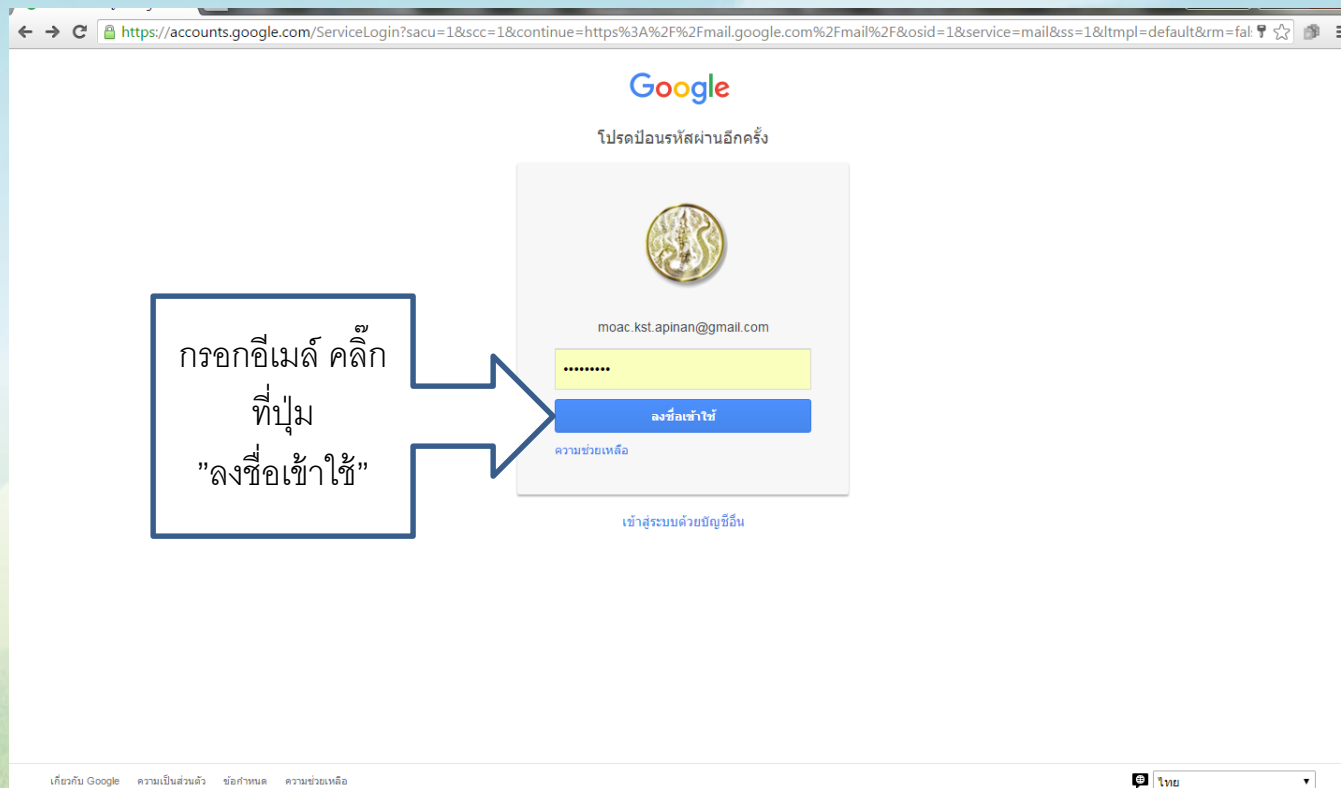 https://accounts.google.com/ServiceLogin?sacu=1&scc=1&continue=https%3A%2F%2Fmail.google.com%2Fmail%2F&osid=1&service=mail&ss=1&ltmpl=default&rm=fal
Google
โปรดป้อนรหัสผ่านอีกครั้ง
moac.kst.apinan@gmail.com
•••••••••
ลงชื่อเข้าใช้
ความช่วยเหลือ
เข้าสู่ระบบด้วยบัญชีอื่น
กรอกอีเมล์ คลิ๊ก
ที่ปุ่ม
”ลงชื่อเข้าใช้”
เกี่ยวกับ Google ความเป็นส่วนตัว ข้อกำหนด ความช่วยเหลือ
ไทย